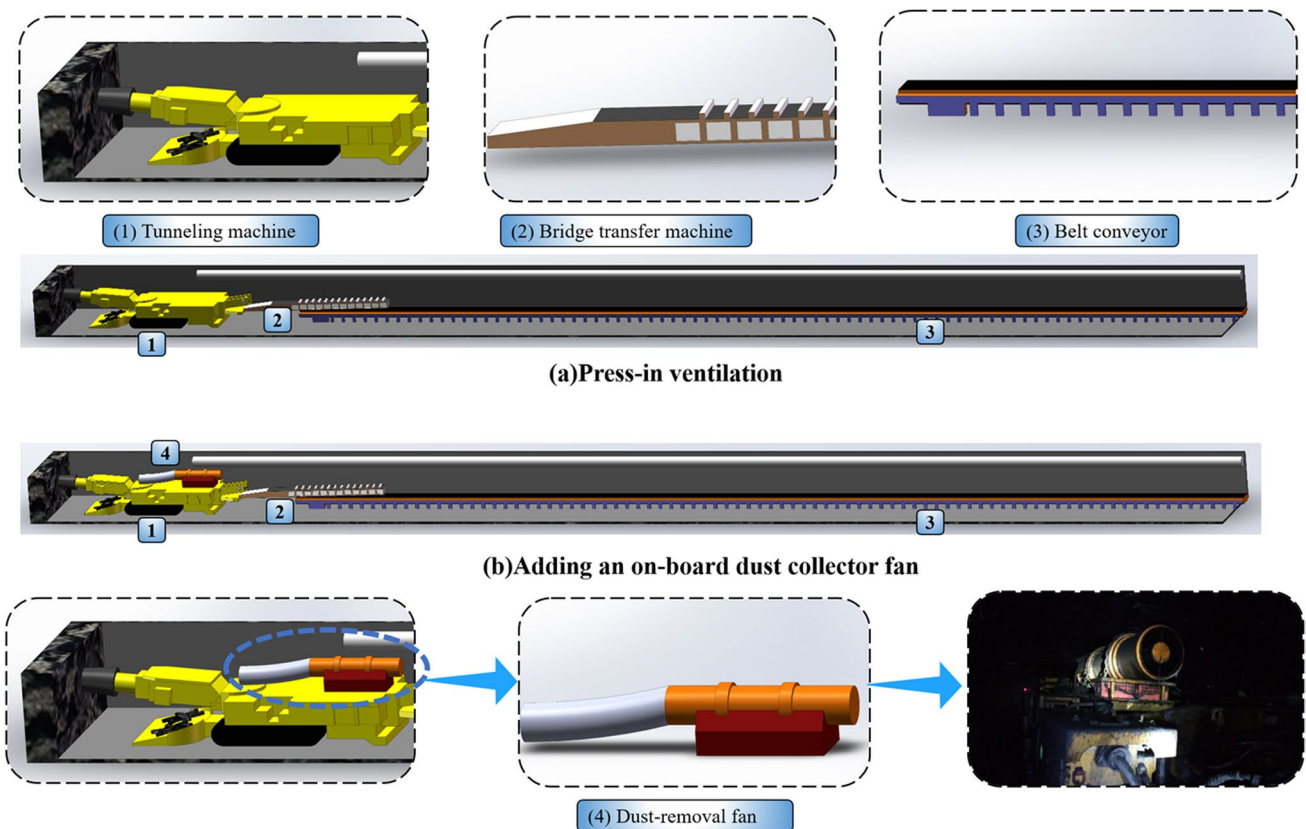 (1) Tunneling machine
(2) Bridge transfer machine
(3) Belt conveyor
1
2
3
(a)Press-in ventilation
4
1
2
3
(b)Adding an on-board dust collector fan
(4) Dust-removal fan